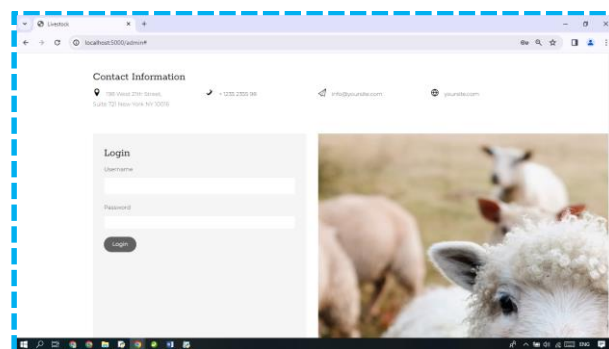 Livestock
localhost:5000/admin#
Contact Information
198 West 21th Street,
Suite 721 New York NY 10016
+ 1235 2355 98
info@yoursite.com
yoursite.com
Login
Username
Password
Login
ENG